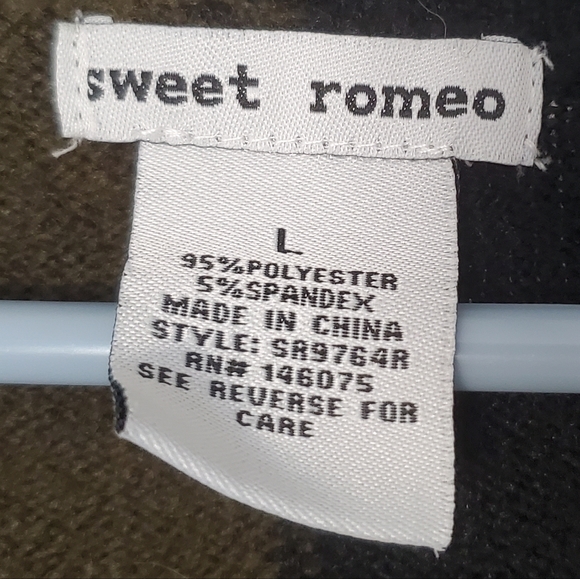 sweet romeo
L
95%POLYESTER
5%SPANDEX
MADE IN CHINA
STYLE: SR9764R
RN# 146075
SEE REVERSE FOR
CARE